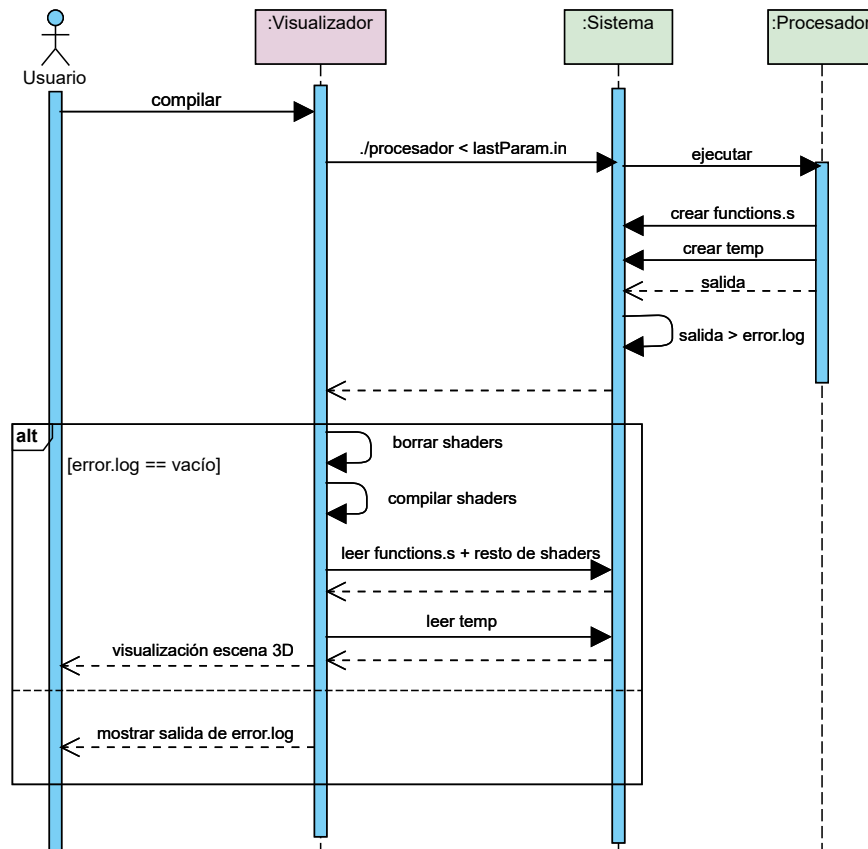 :Visualizador
:Sistema
:Procesador
Usuario
compilar
./procesador < lastParam.in
ejecutar
crear functions.s
crear temp
salida
salida > error.log
alt
borrar shaders
[error.log == vacío]
compilar shaders
leer functions.s + resto de shaders
leer temp
visualización escena 3D
mostrar salida de error.log